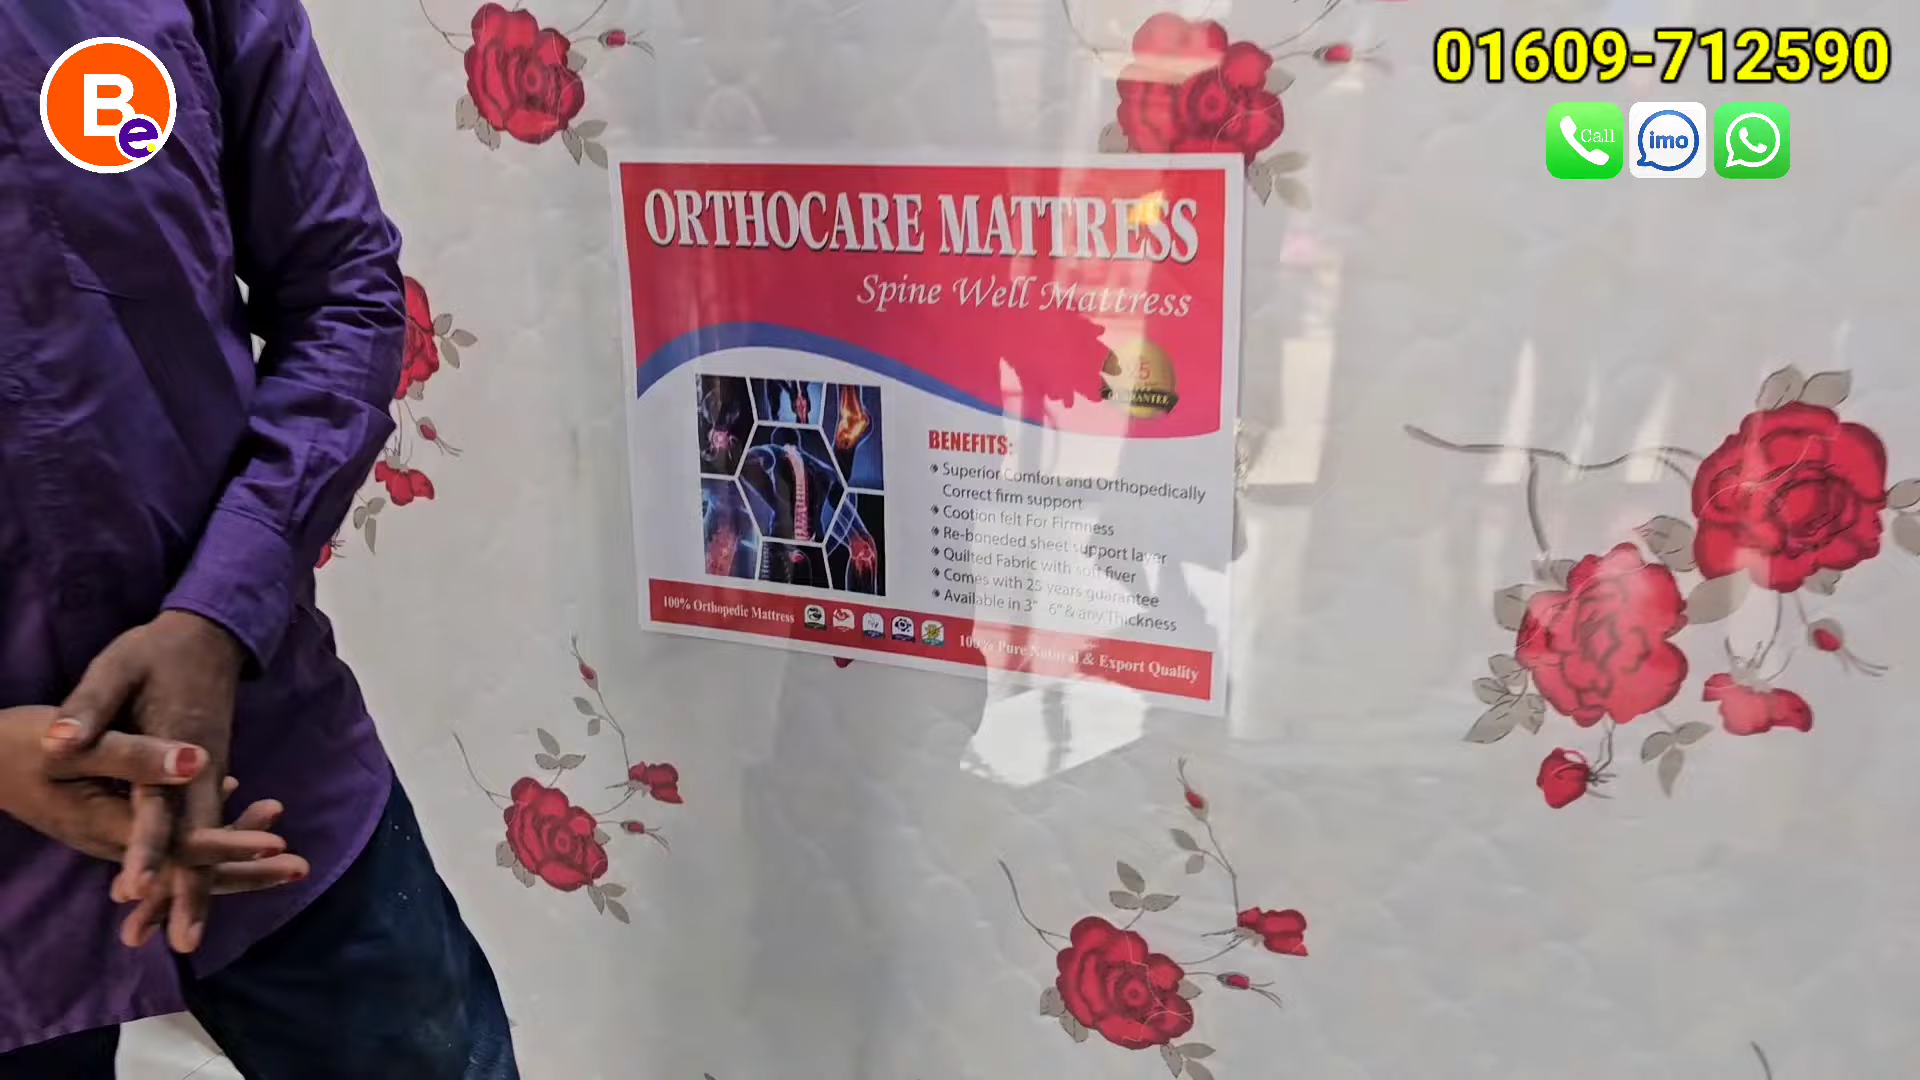 Be
01609-712590
Call
imo
ORTHOCARE MATTRESS
Spine Well Mattress
BENEFITS:
Superior Comfort and Orthopedically
Correct firm support
Cootion felt For Firmness
Re-boneded sheet support layer
Quilted Fabric with soft fiver
Comes with 25 years guarantee
Available in 3" - 6" & any Thickness
100% Orthopedic Mattress
100% Pure Natural & Export Quality